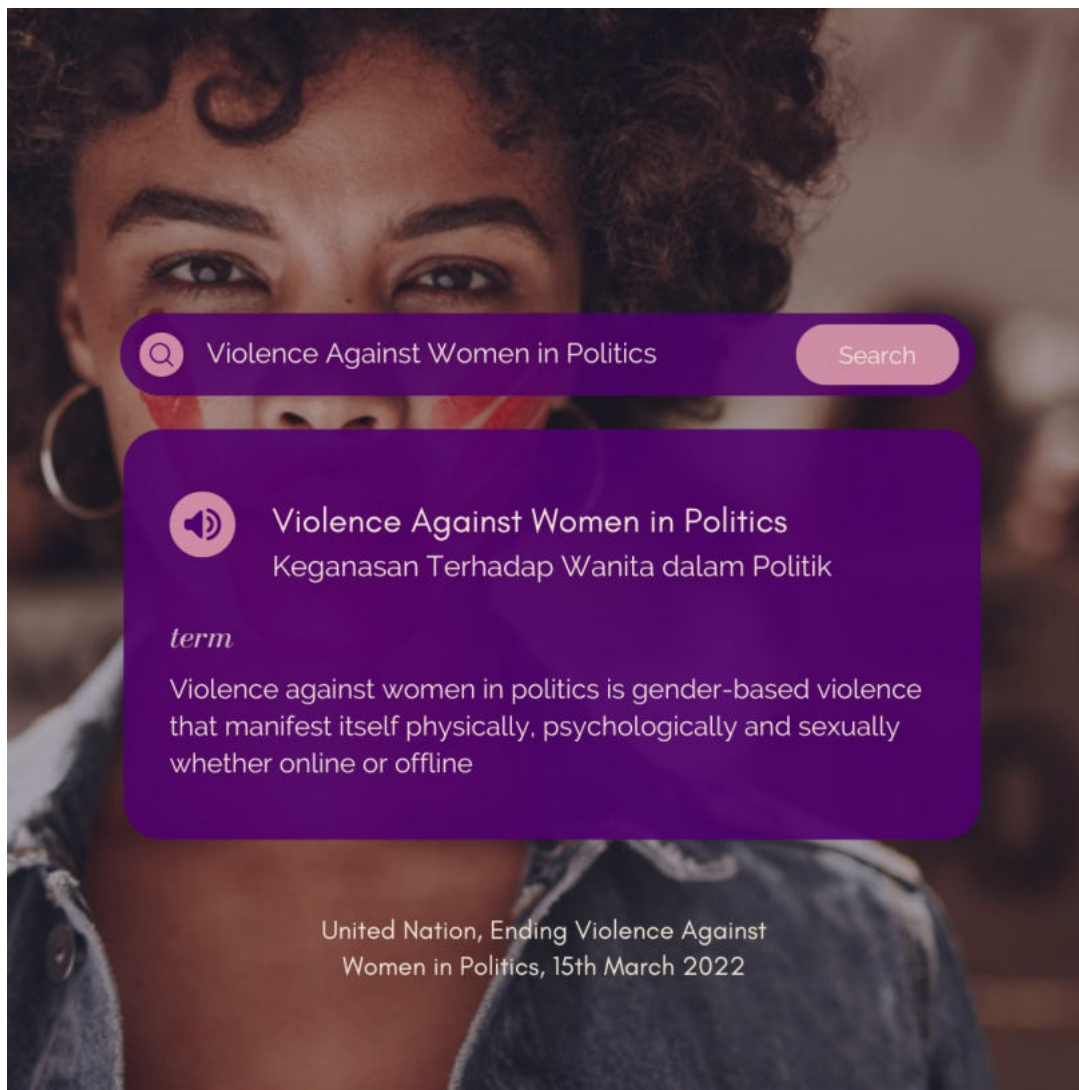 Violence Against Women in Politics
Search
Violence Against Women in Politics
Keganasan Terhadap Wanita dalam Politik
term
Violence against women in politics is gender-based violence
that manifest itself physically, psychologically and sexually
whether online or offline
United Nation, Ending Violence Against
Women in Politics, 15th March 2022